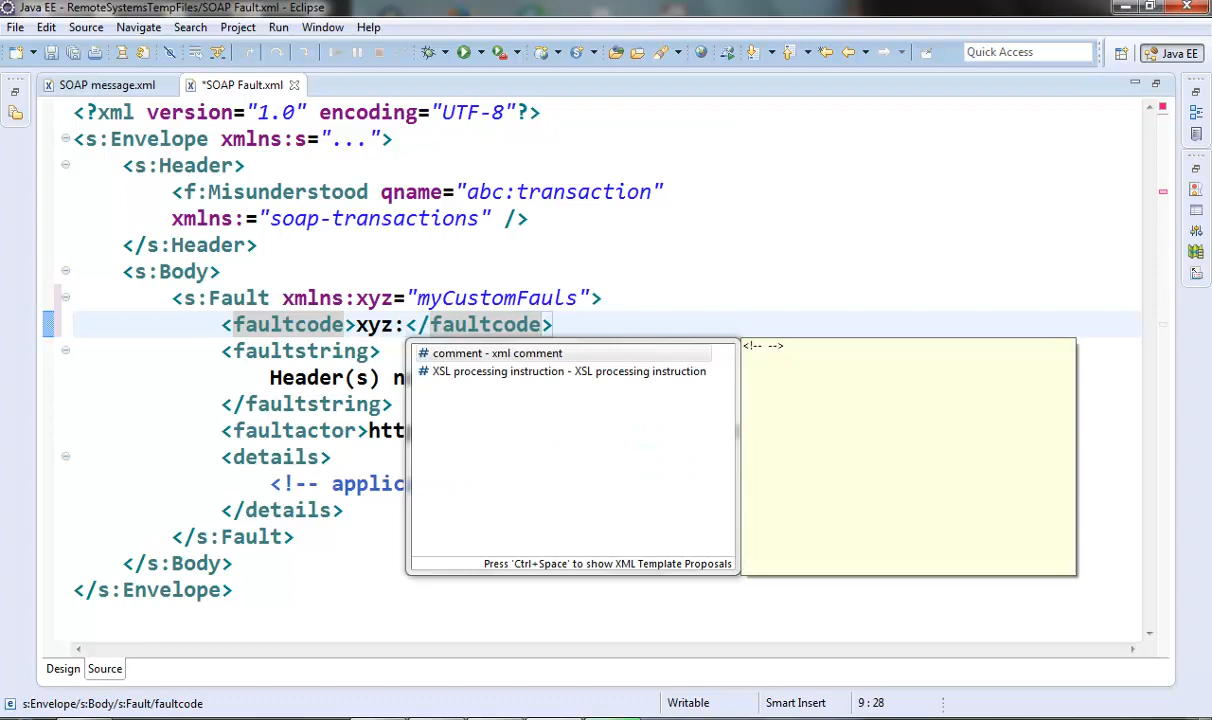 Java EE - RemoteSystemsTempFiles/SOAP Fault.xml - Eclipse
File Edit Source Navigate Search Project Run Window Help
Quick Access
Java EE
SOAP message.xml
*SOAP Fault.xml
<?xml version="1.0" encoding="UTF-8"?>
<s:Envelope xmlns:s="...">
<s:Header>
<f:Misunderstood qname="abc:transaction"
xmlns:="soap-transactions" />
</s:Header>
<s:Body>
<s:Fault xmlns:xyz="myCustomFauls">
<faultcode>xyz:</faultcode>
<faultstring>
Header(s) n
</faultstring>
<faultactor>htt
<details>
<!-- applic
</details>
</s:Fault>
</s:Body>
</s:Envelope>
# comment - xml comment
# XSL processing instruction - XSL processing instruction
Press 'Ctrl+Space' to show XML Template Proposals
<!-- -->
Design Source
s:Envelope/s:Body/s:Fault/faultcode
Writable
Smart Insert
9 : 28